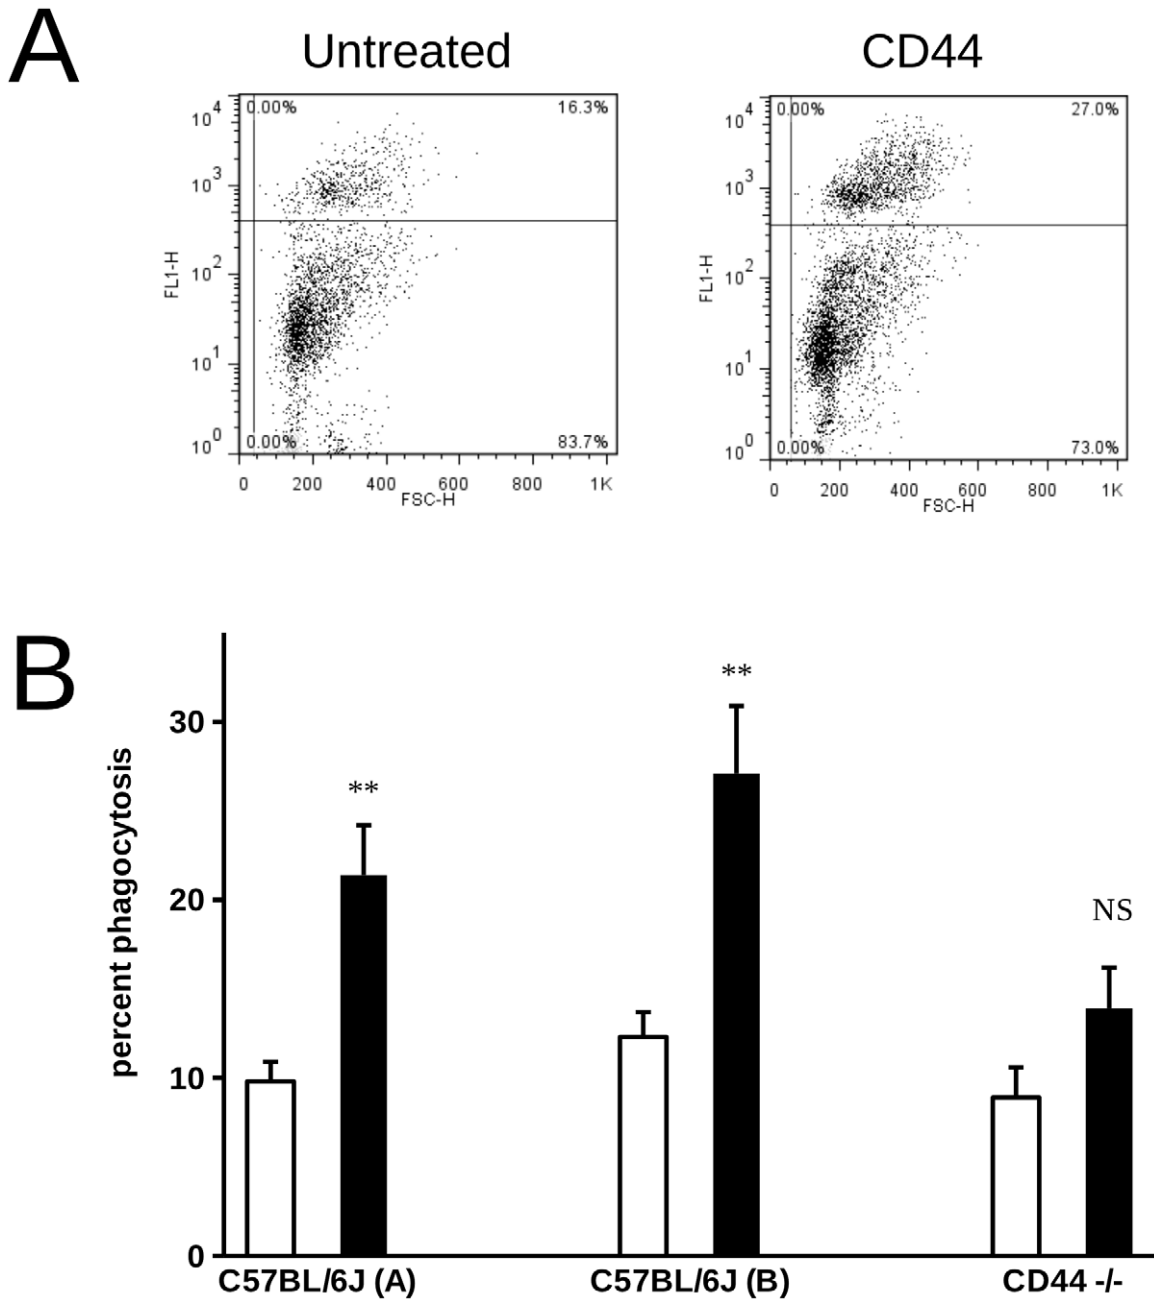 A
Untreated
CD44
0.00% 16.3%
10^4
10^3
10^2
10^1
10^0
FL1-H
0.00% 83.7%
0 200 400 600 800 1K
FSC-H
0.00% 27.0%
10^4
10^3
10^2
10^1
10^0
FL1-H
0.00% 73.0%
0 200 400 600 800 1K
FSC-H
B
percent phagocytosis
30
20
10
0
**
**
NS
C57BL/6J (A)
C57BL/6J (B)
CD44 -/-